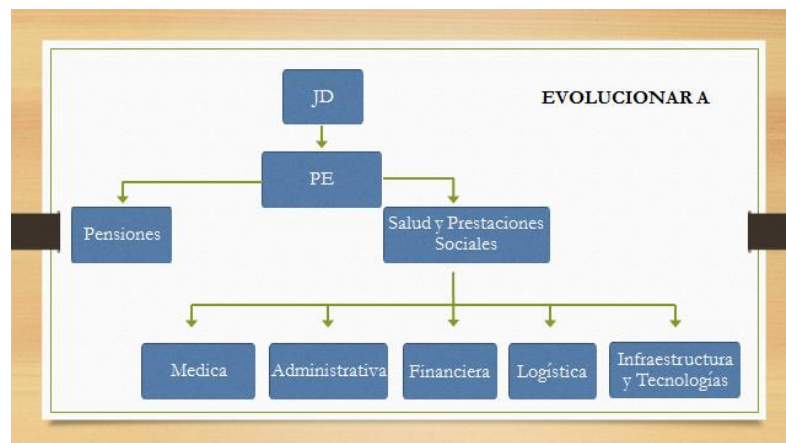 JD
EVOLUCIONAR A
PE
Pensiones
Salud y Prestaciones
Sociales
Medica
Administrativa
Financiera
Logística
Infraestructura
y Tecnologías